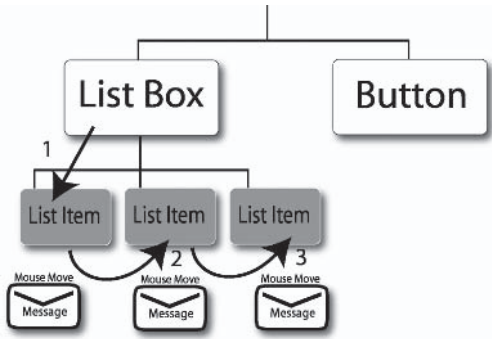 List Box
Button
1
List Item
List Item
List Item
2
3
Mouse Move
Mouse Move
Mouse Move
Message
Message
Message